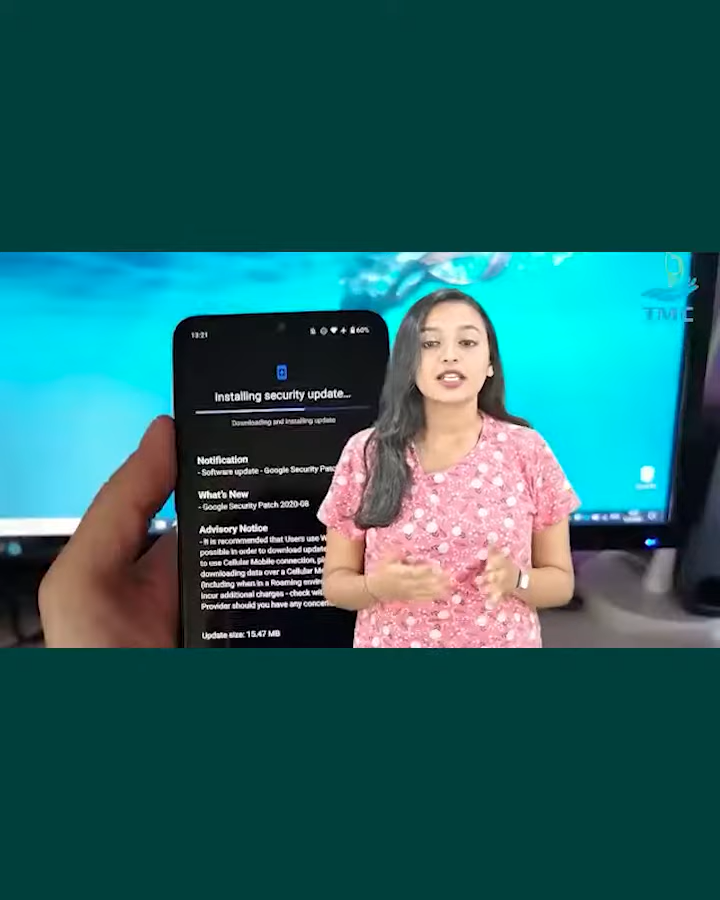 13:21
60%
Installing security update...
Downloading and installing update
Notification
- Software update - Google Security
What's New
- Google Security Patch 2020-08
Advisory Notice
- It is recommended that Users use
possible in order to download
to use Cellular Mobile connection,
downloading data over a Cellular
(including when in a Roaming
incur additional charges - check
Provider should you have any
Update size: 15.47 MB
TMC